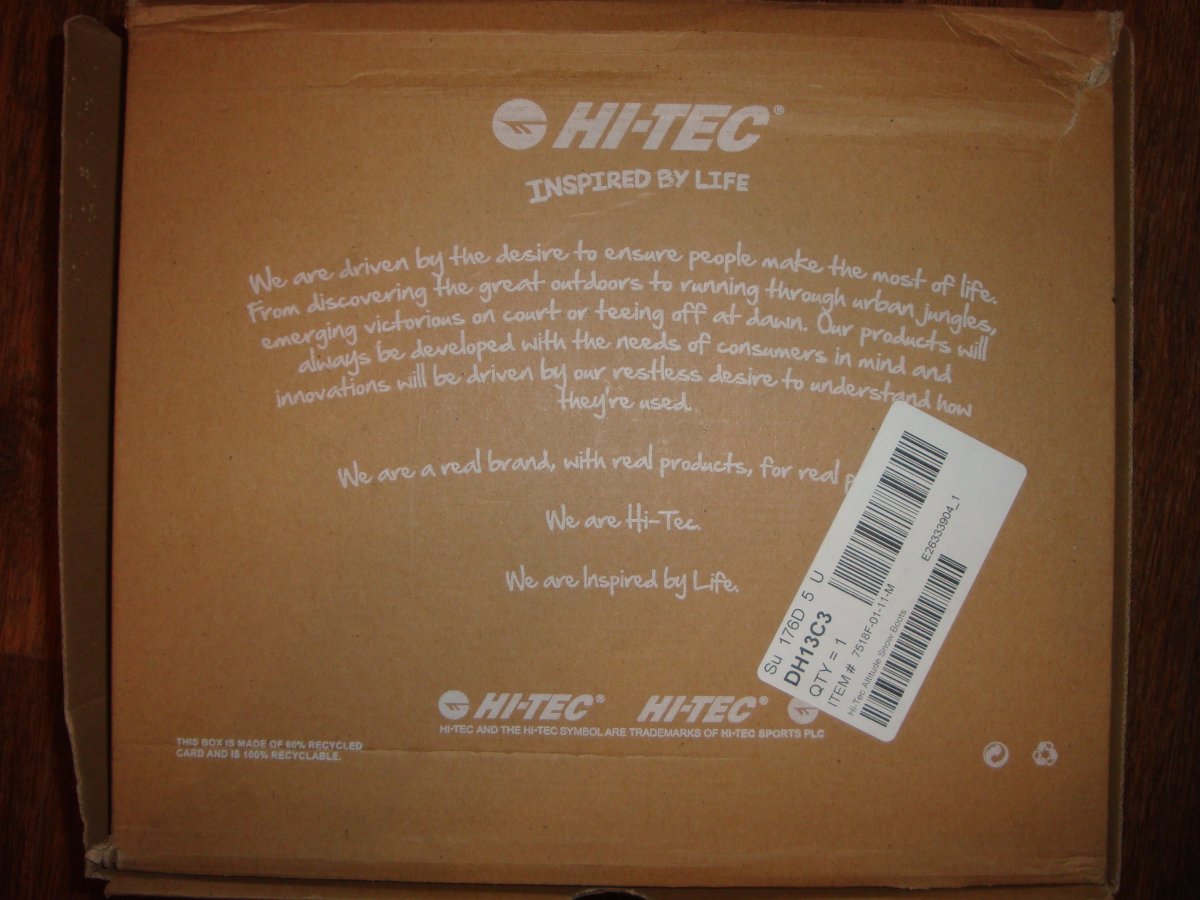 HI-TEC®
INSPIRED BY LIFE
We are driven by the desire to ensure people make the most of life.
From discovering the great outdoors to running through urban jungles,
emerging victorious on court or teeing off at dawn. Our products will
always be developed with the needs of consumers in mind and
innovations will be driven by our restless desire to understand how
they're used.
We are a real brand, with real products, for real
We are Hi-Tec.
We are Inspired by Life.
Su 176D 5 U
DH13C3
QTY = 1
ITEM # 7518F-01-11-M
E26333904_1
Hi-Tec Altitude Snow Boots
HI-TEC® HI-TEC®
HI-TEC AND THE HI-TEC SYMBOL ARE TRADEMARKS OF HI-TEC SPORTS PLC
THIS BOX IS MADE OF 60% RECYCLED
CARD AND IS 100% RECYCLABLE.